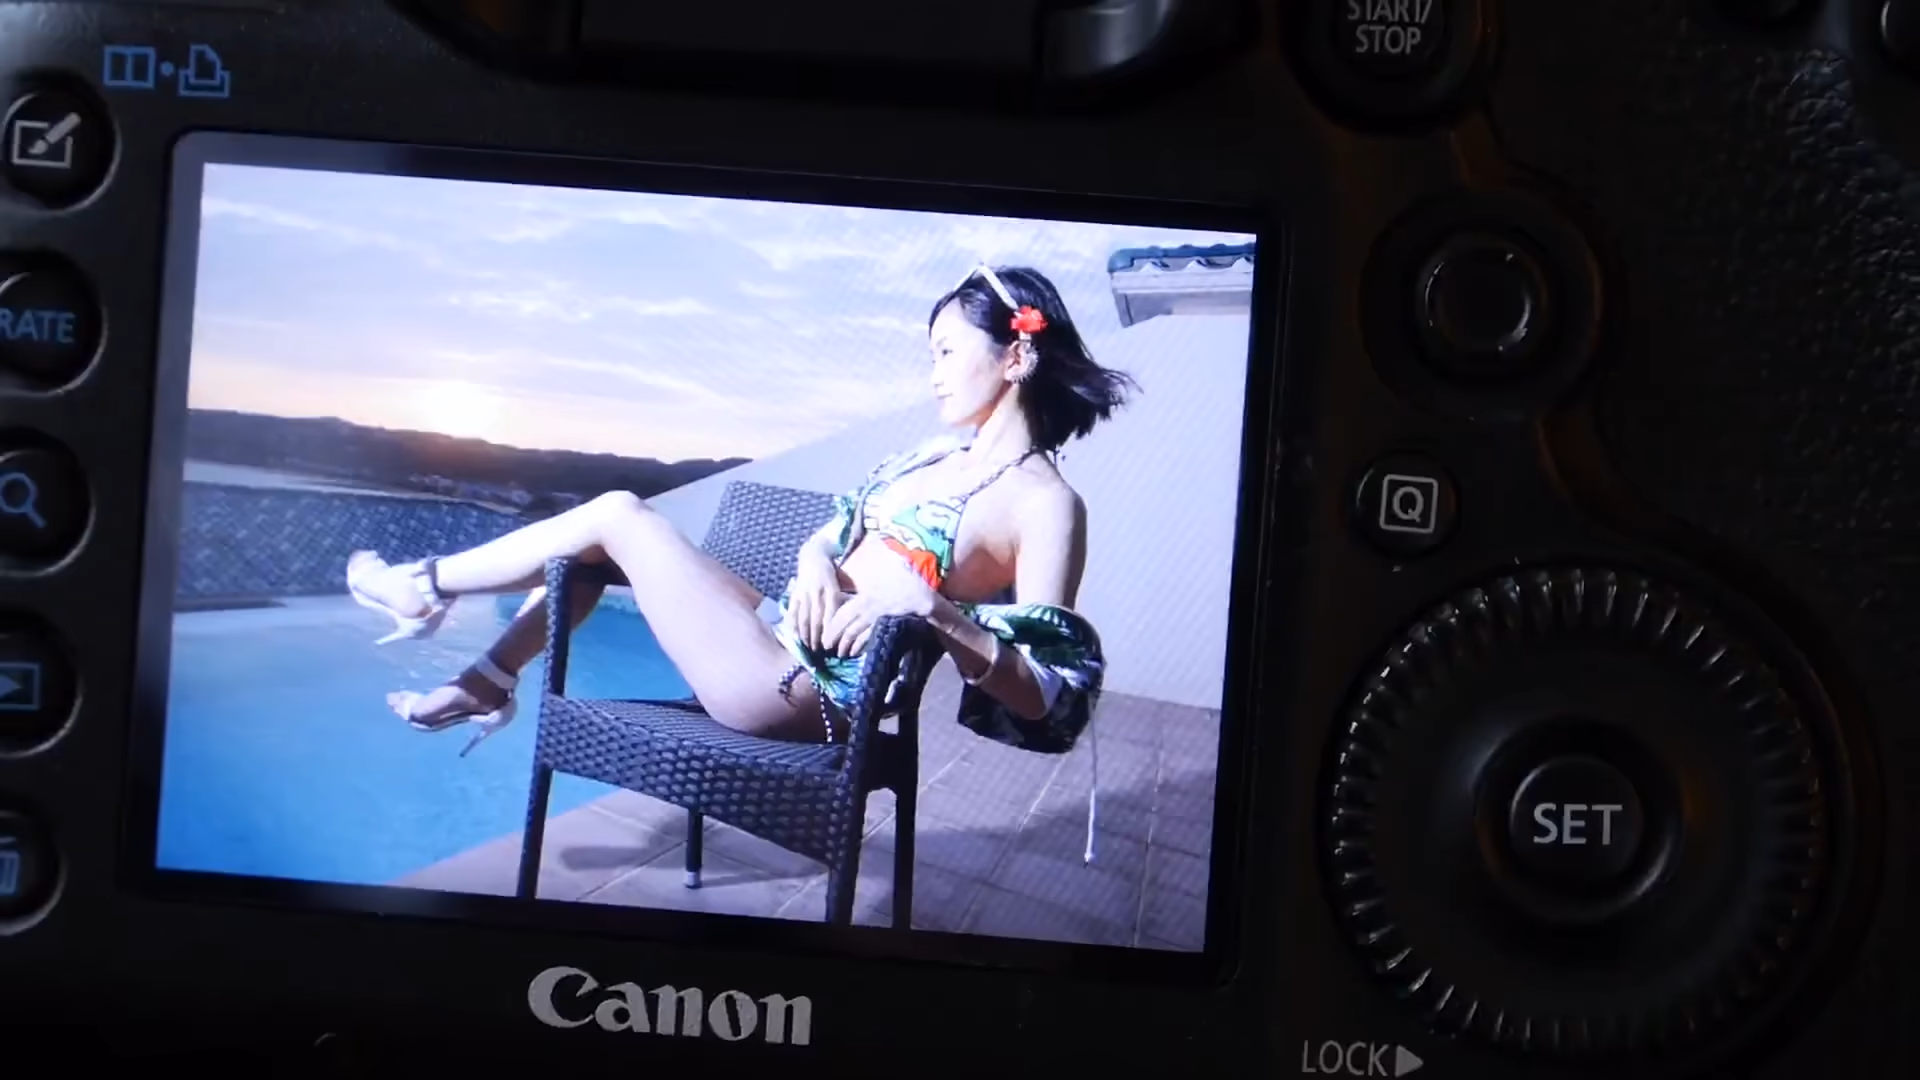 START/
STOP
RATE
Q
SET
Canon
LOCK▶